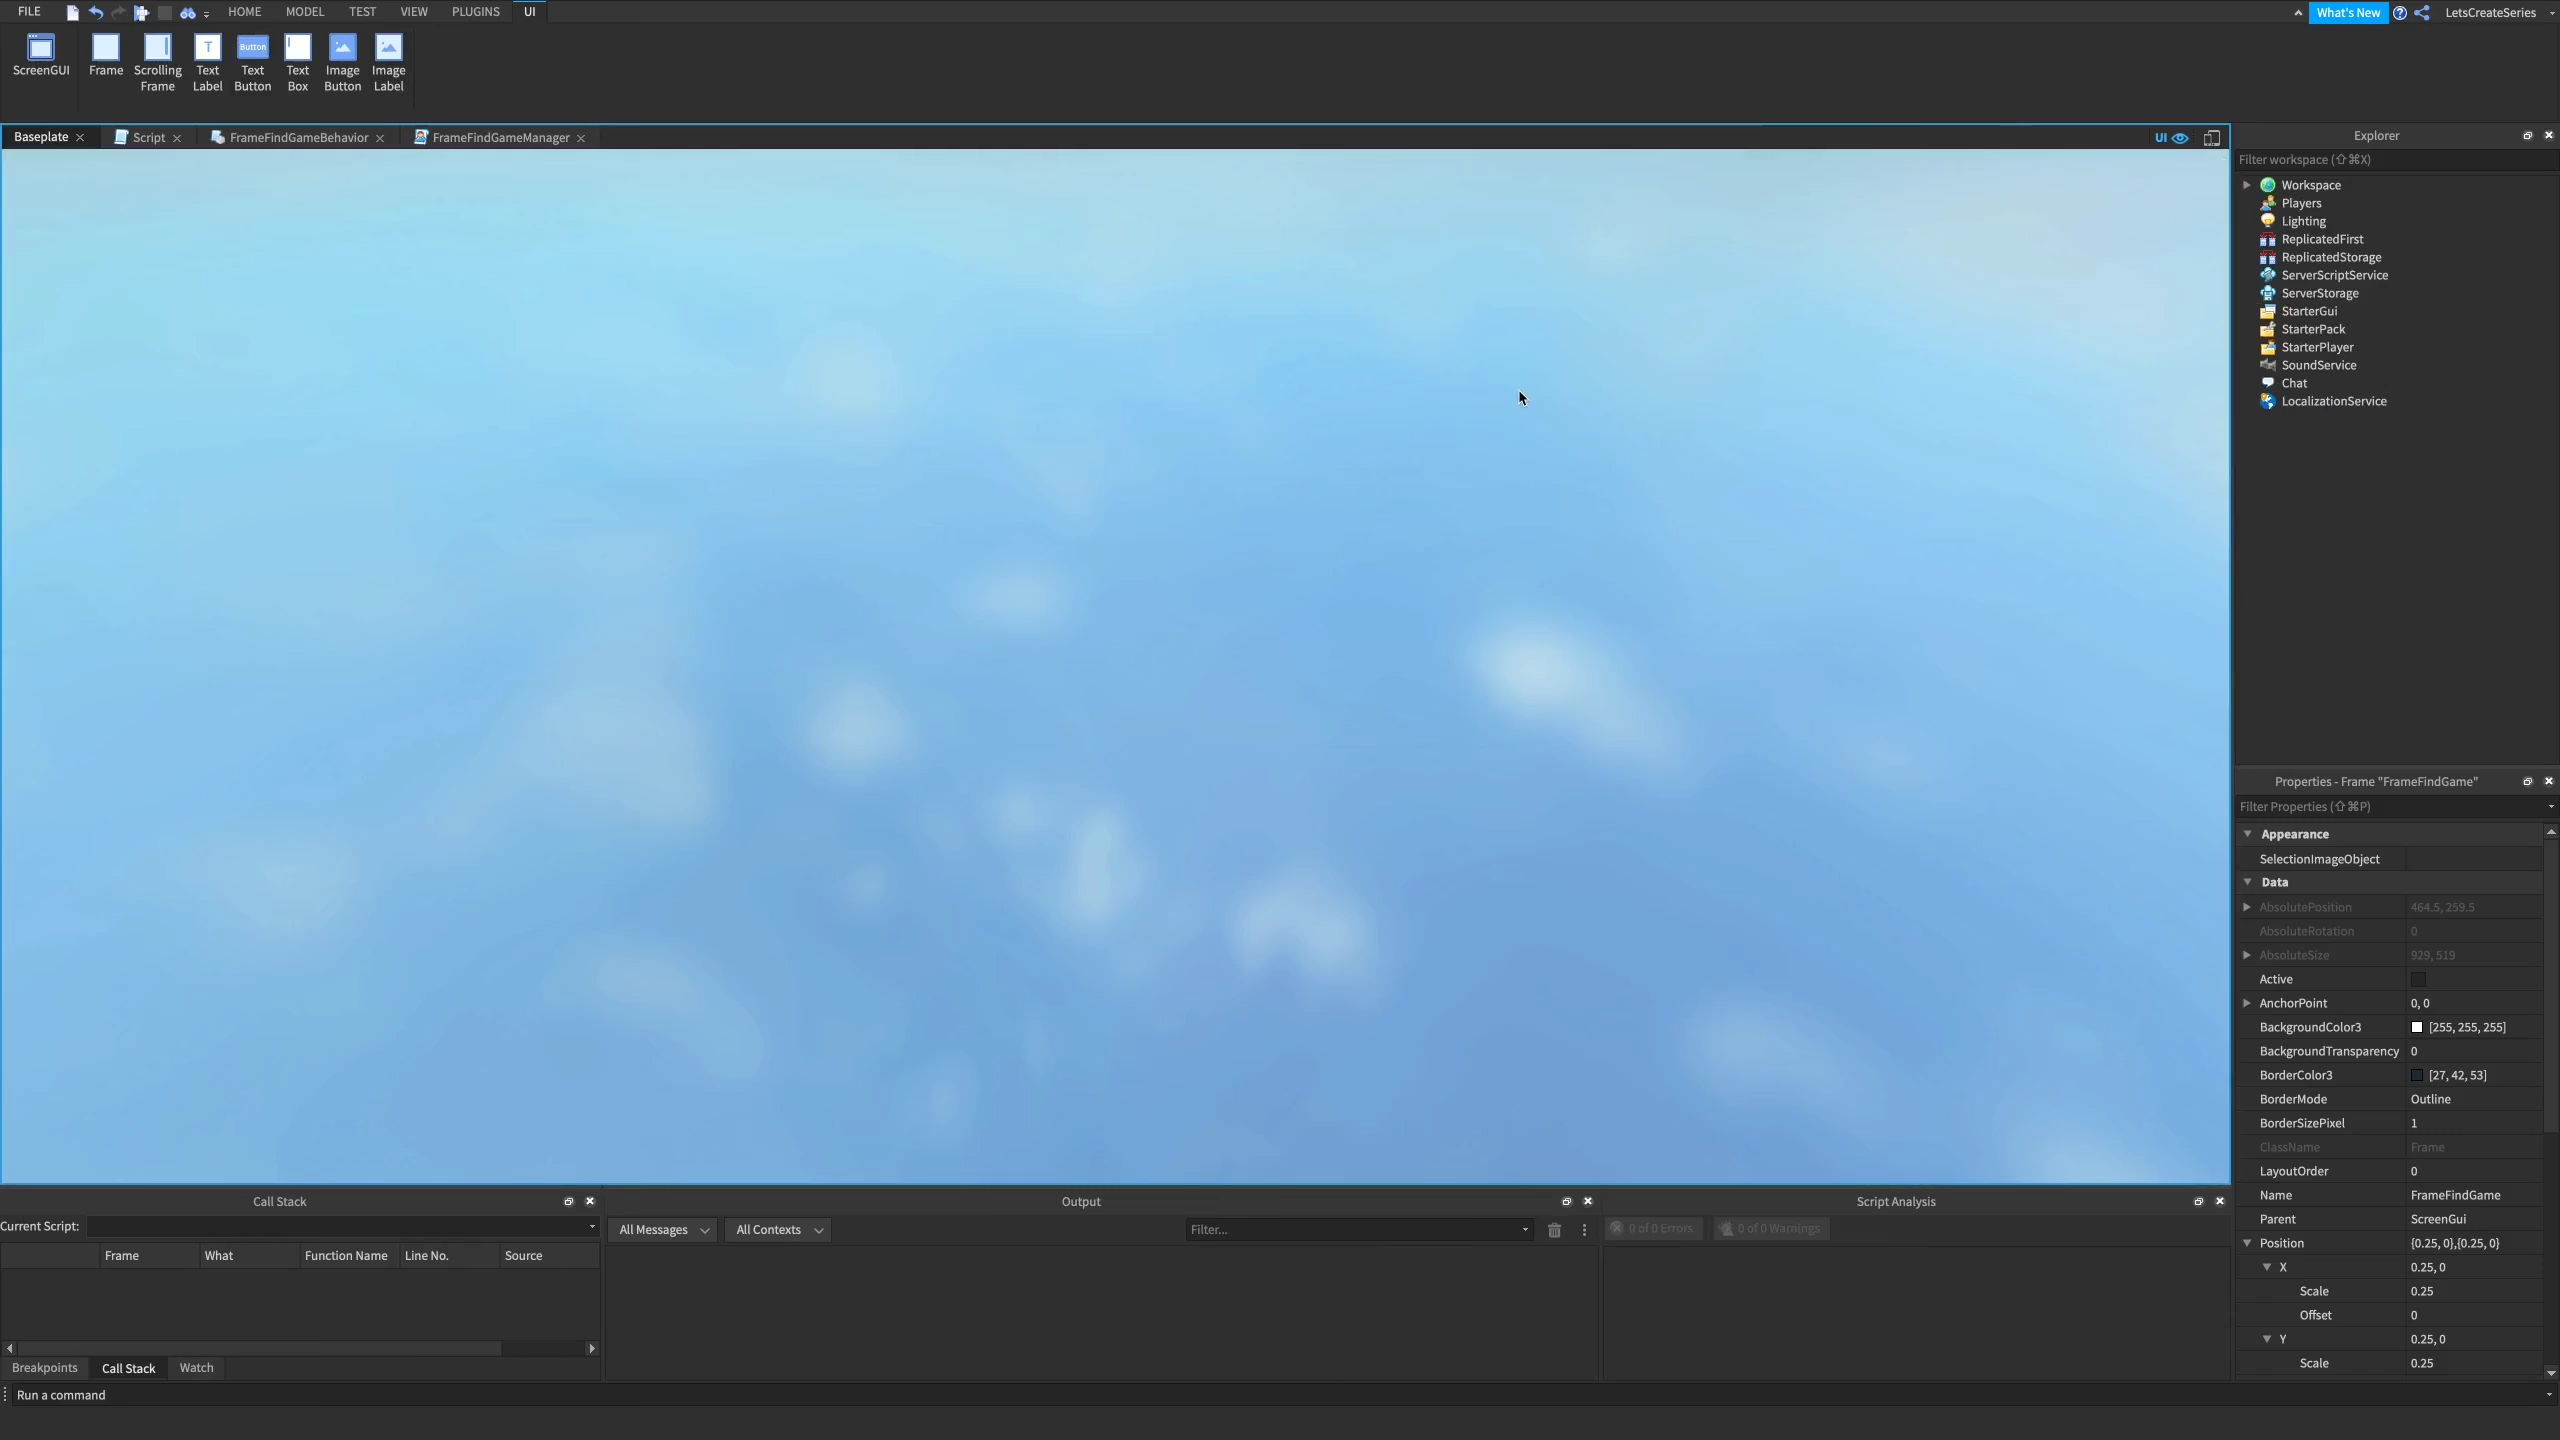 FILE HOME MODEL TEST VIEW PLUGINS UI What's New LetsCreateSeries
ScreenGUI Frame Scrolling Frame Text Label Text Button Button Text Box Image Button Image Label
Baseplate Script FrameFindGameBehavior FrameFindGameManager UI
Explorer
Filter workspace (⇧⌘X)
Workspace
Players
Lighting
ReplicatedFirst
ReplicatedStorage
ServerScriptService
ServerStorage
StarterGui
StarterPack
StarterPlayer
SoundService
Chat
LocalizationService
Properties - Frame "FrameFindGame"
Filter Properties (⇧⌘P)
Appearance
SelectionImageObject
Data
AbsolutePosition 464.5, 259.5
AbsoluteRotation 0
AbsoluteSize 929, 519
Active
AnchorPoint 0, 0
BackgroundColor3 [255, 255, 255]
BackgroundTransparency 0
BorderColor3 [27, 42, 53]
BorderMode Outline
BorderSizePixel 1
ClassName Frame
LayoutOrder 0
Name FrameFindGame
Parent ScreenGui
Position {0.25, 0},{0.25, 0}
X 0.25, 0
Scale 0.25
Offset 0
Y 0.25, 0
Scale 0.25
Call Stack
Current Script:
Frame What Function Name Line No. Source
Breakpoints Call Stack Watch
Output
All Messages All Contexts Filter...
Script Analysis
0 of 0 Errors 0 of 0 Warnings
Run a command